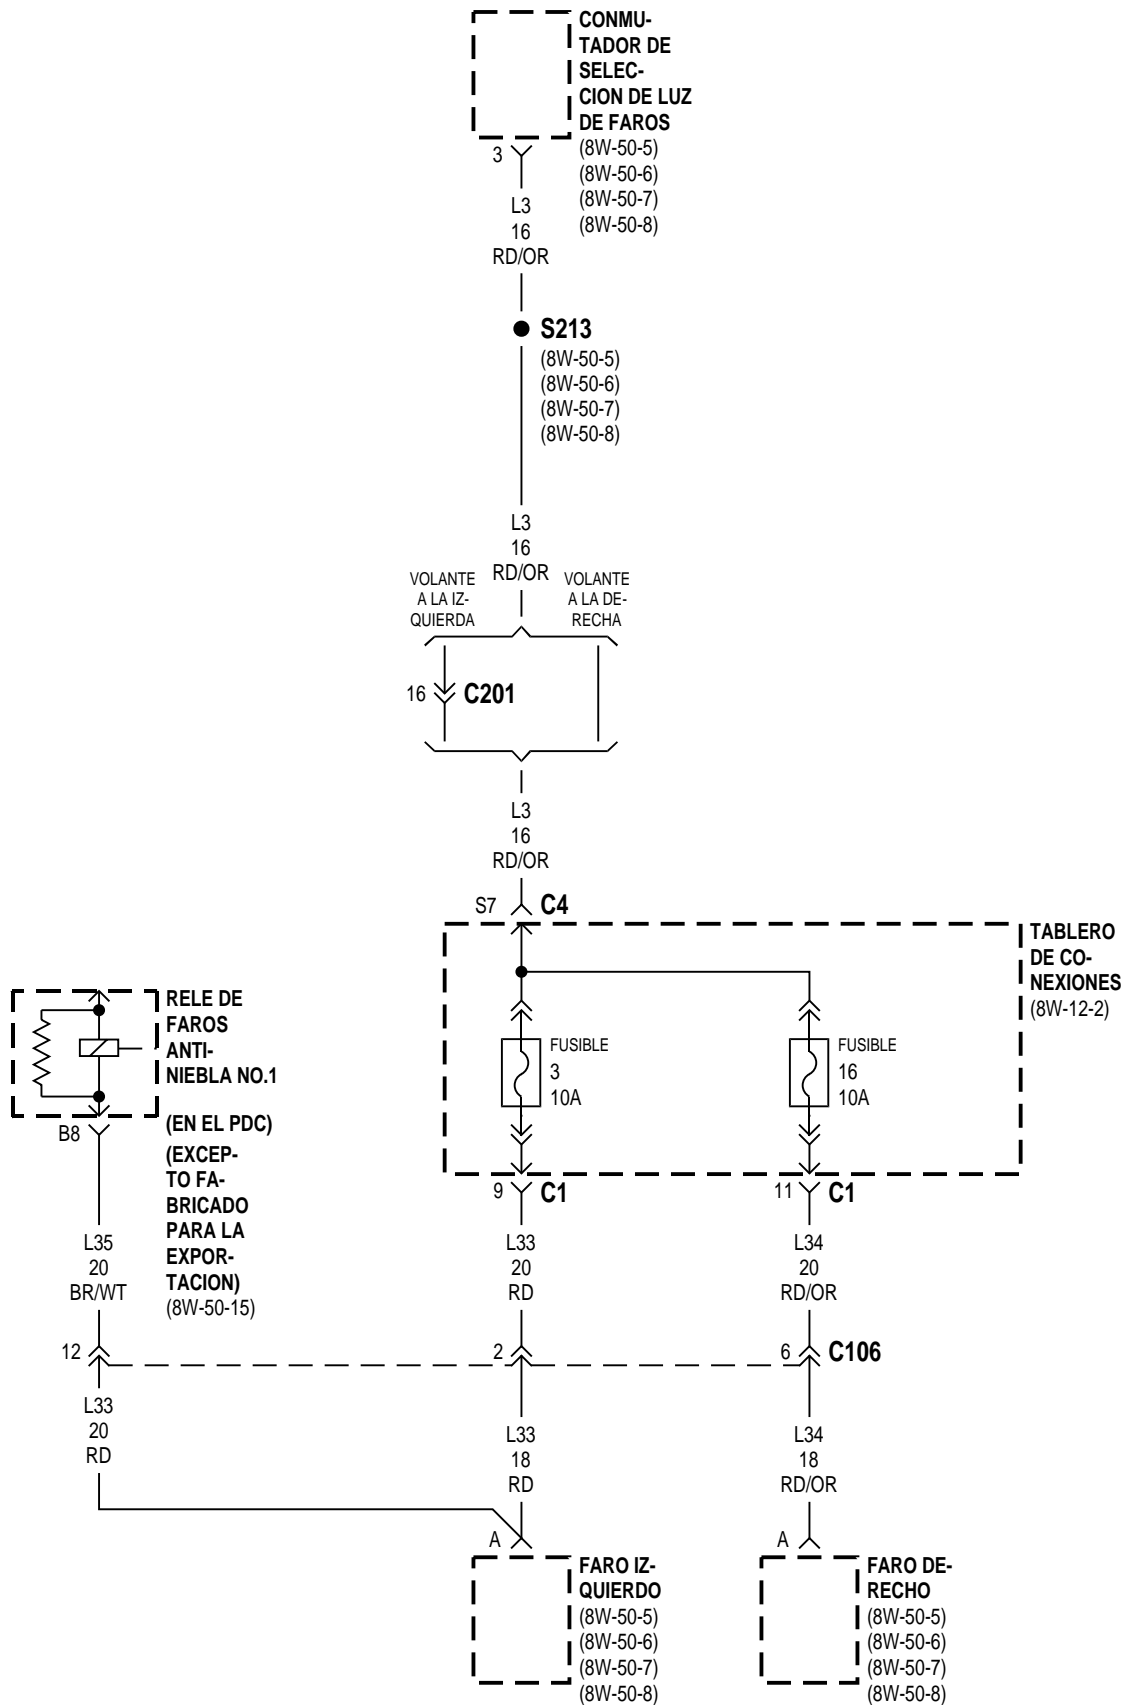 CONMU-
TADOR DE
SELEC-
CION DE LUZ
DE FAROS
(8W-50-5)
(8W-50-6)
(8W-50-7)
(8W-50-8)
3
L3
16
RD/OR
S213
(8W-50-5)
(8W-50-6)
(8W-50-7)
(8W-50-8)
L3
16
RD/OR
VOLANTE
A LA IZ-
QUIERDA
VOLANTE
A LA DE-
RECHA
16
C201
L3
16
RD/OR
S7
C4
TABLERO
DE CO-
NEXIONES
(8W-12-2)
RELE DE
FAROS
ANTI-
NIEBLA NO.1
(EN EL PDC)
(EXCEP-
TO FA-
BRICADO
PARA LA
EXPOR-
TACION)
(8W-50-15)
FUSIBLE
3
10A
FUSIBLE
16
10A
B8
9
C1
11
C1
L35
20
BR/WT
L33
20
RD
L34
20
RD/OR
12
2
6
C106
L33
20
RD
L33
18
RD
L34
18
RD/OR
A
A
FARO IZ-
QUIERDO
(8W-50-5)
(8W-50-6)
(8W-50-7)
(8W-50-8)
FARO DE-
RECHO
(8W-50-5)
(8W-50-6)
(8W-50-7)
(8W-50-8)